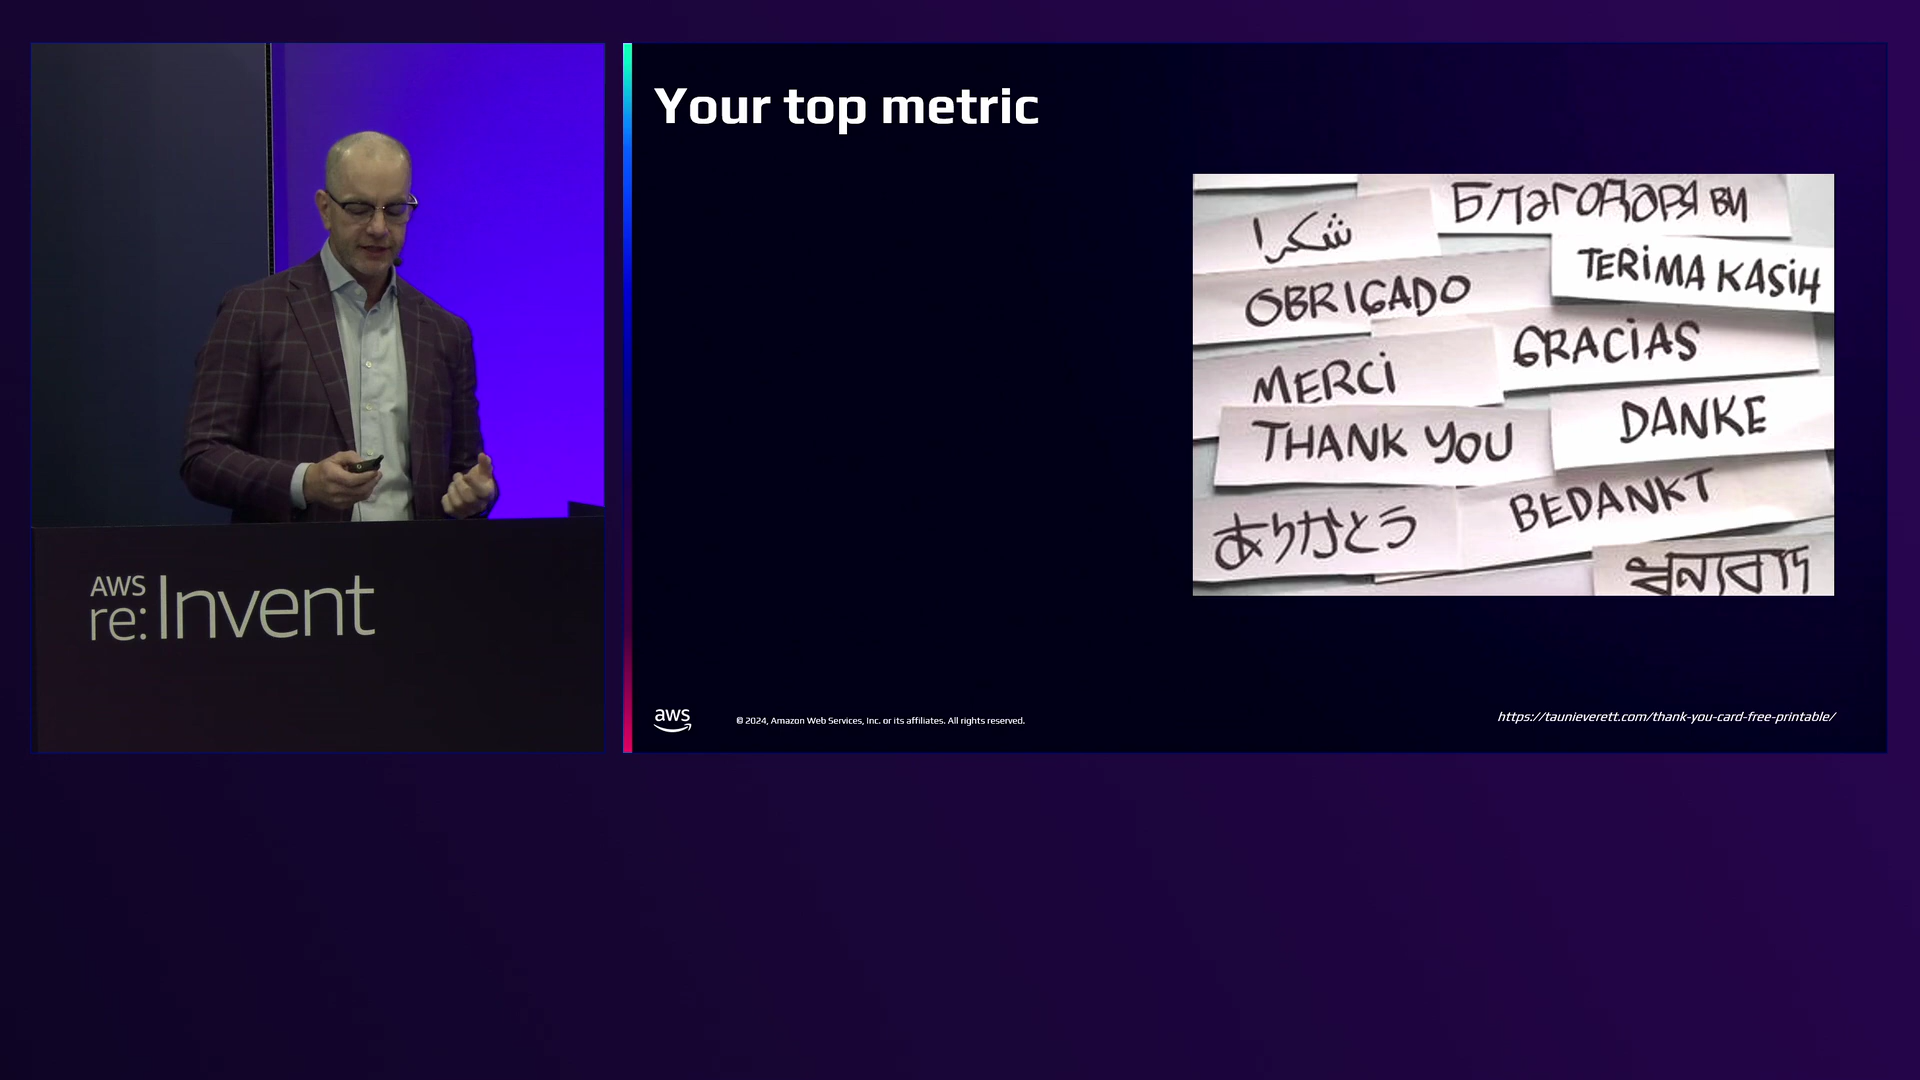 AWS
re:Invent
Your top metric
شكرا
Благодаря ви
TERiMA KASiH
OBRIGADO
GRACiAS
MERCi
DANKE
THANK YOU
BEDANKT
ありがとう
ধন্যবাদ
aws
© 2024, Amazon Web Services, Inc. or its affiliates. All rights reserved.
https://taunieverett.com/thank-you-card-free-printable/